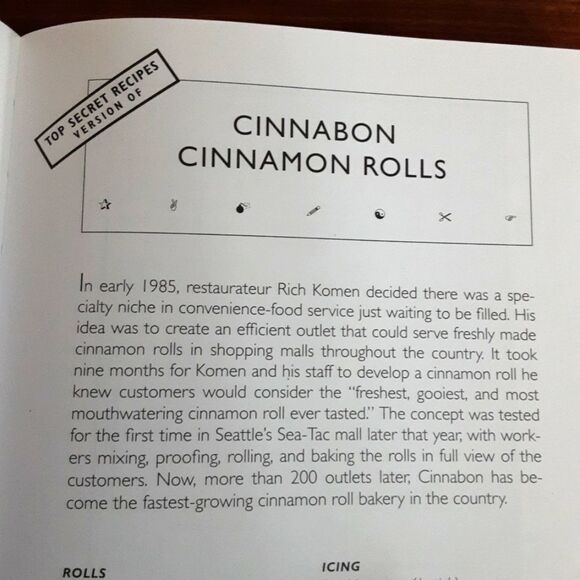 TOP SECRET RECIPES
VERSION OF
CINNABON
CINNAMON ROLLS
In early 1985, restaurateur Rich Komen decided there was a spe-
cialty niche in convenience-food service just waiting to be filled. His
idea was to create an efficient outlet that could serve freshly made
cinnamon rolls in shopping malls throughout the country. It took
nine months for Komen and his staff to develop a cinnamon roll he
knew customers would consider the "freshest, gooiest, and most
mouthwatering cinnamon roll ever tasted." The concept was tested
for the first time in Seattle's Sea-Tac mall later that year, with work-
ers mixing, proofing, rolling, and baking the rolls in full view of the
customers. Now, more than 200 outlets later, Cinnabon has be-
come the fastest-growing cinnamon roll bakery in the country.
ROLLS
ICING